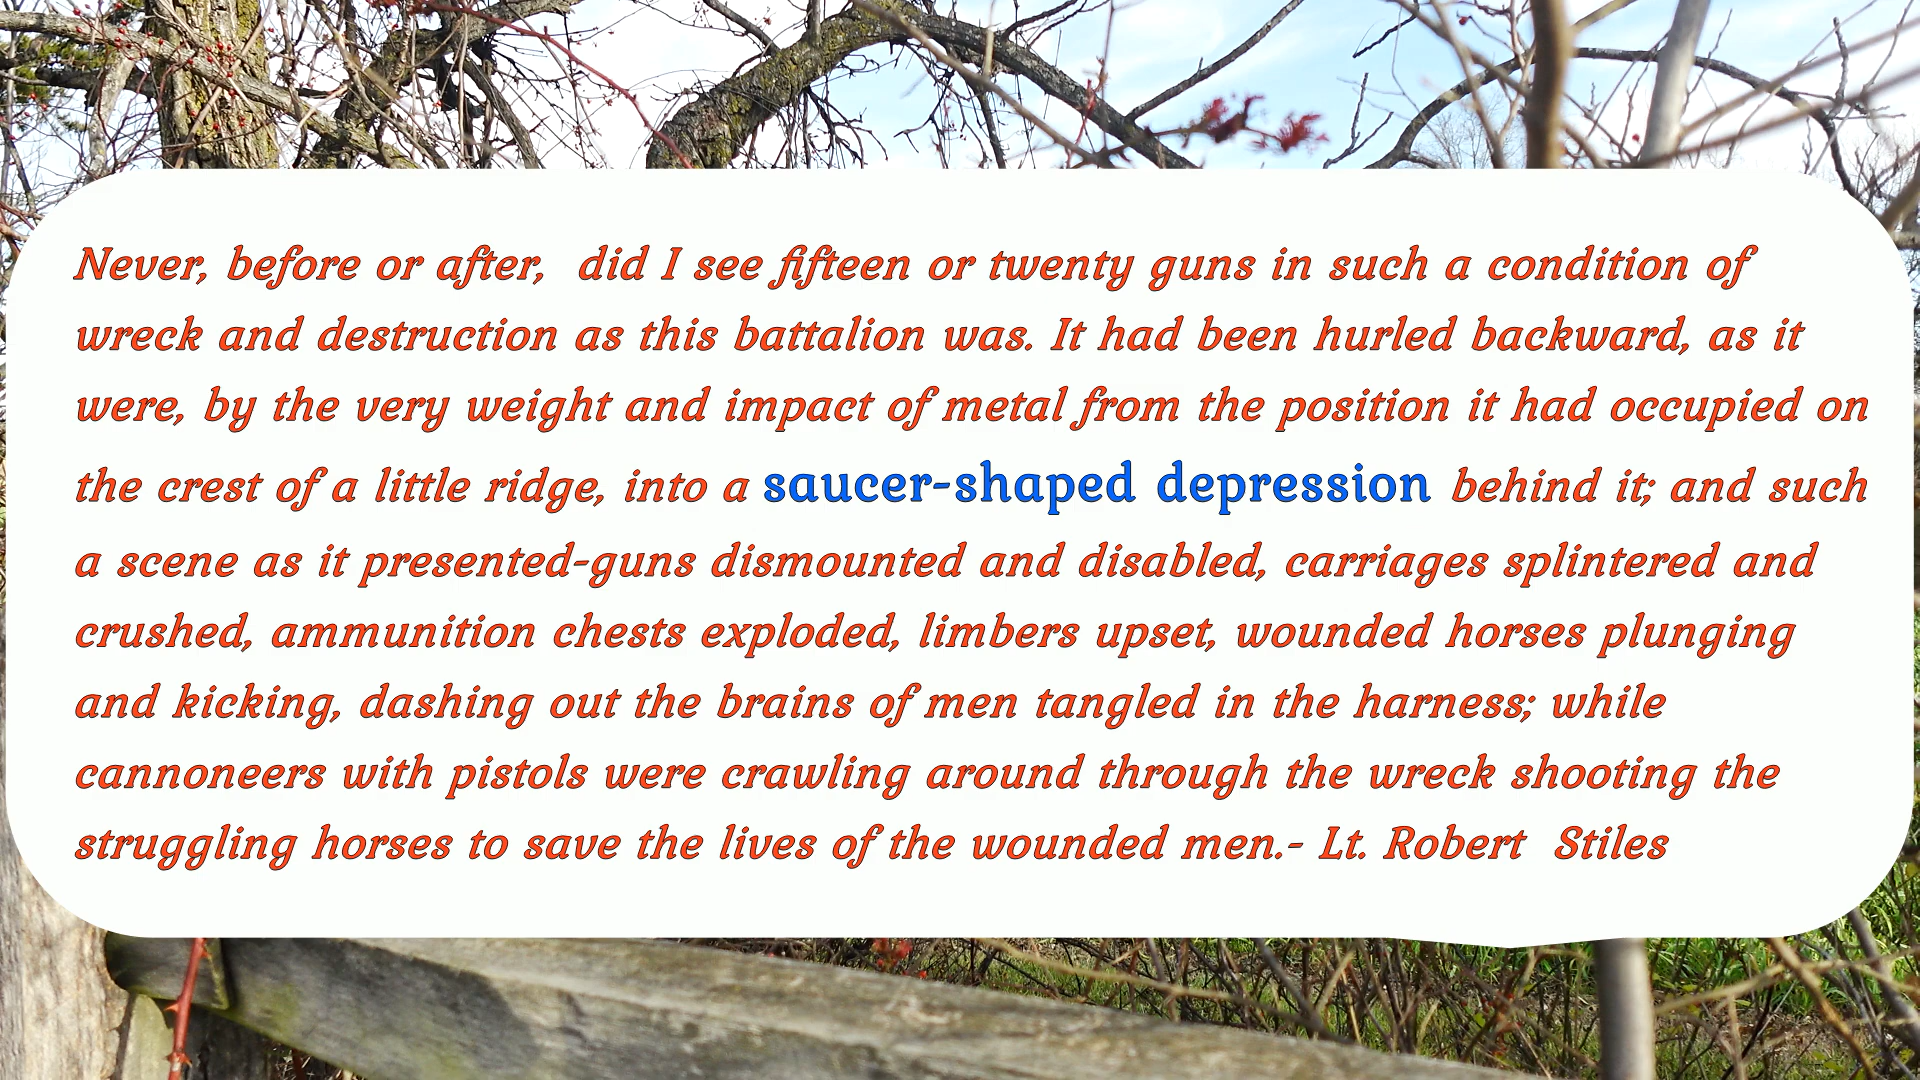 Never, before or after, did I see fifteen or twenty guns in such a condition of
wreck and destruction as this battalion was. It had been hurled backward, as it
were, by the very weight and impact of metal from the position it had occupied on
the crest of a little ridge, into a saucer-shaped depression behind it; and such
a scene as it presented-guns dismounted and disabled, carriages splintered and
crushed, ammunition chests exploded, limbers upset, wounded horses plunging
and kicking, dashing out the brains of men tangled in the harness; while
cannoneers with pistols were crawling around through the wreck shooting the
struggling horses to save the lives of the wounded men.- Lt. Robert Stiles